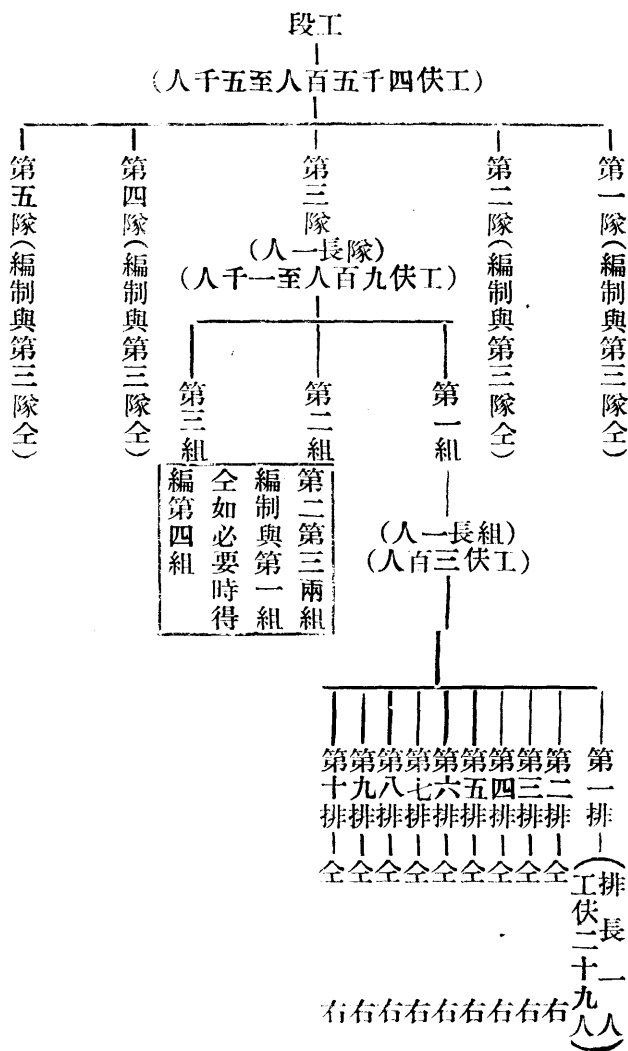 工段
(工伕四千五百人至五千人)
第一隊(編制與第三隊仝)
第二隊(編制與第三隊仝)
第三隊
(隊長一人)
(工伕九百人至一千人)
第四隊(編制與第三隊仝)
第五隊(編制與第三隊仝)
第一組
(組長一人)
(工伕三百人)
第二組
第三組
第二第三兩組
編制與第一組
仝如必要時得
編第四組
第一排
(排長一人
工伕二十九人)
第二排 仝右
第三排 仝右
第四排 仝右
第五排 仝右
第六排 仝右
第七排 仝右
第八排 仝右
第九排 仝右
第十排 仝右